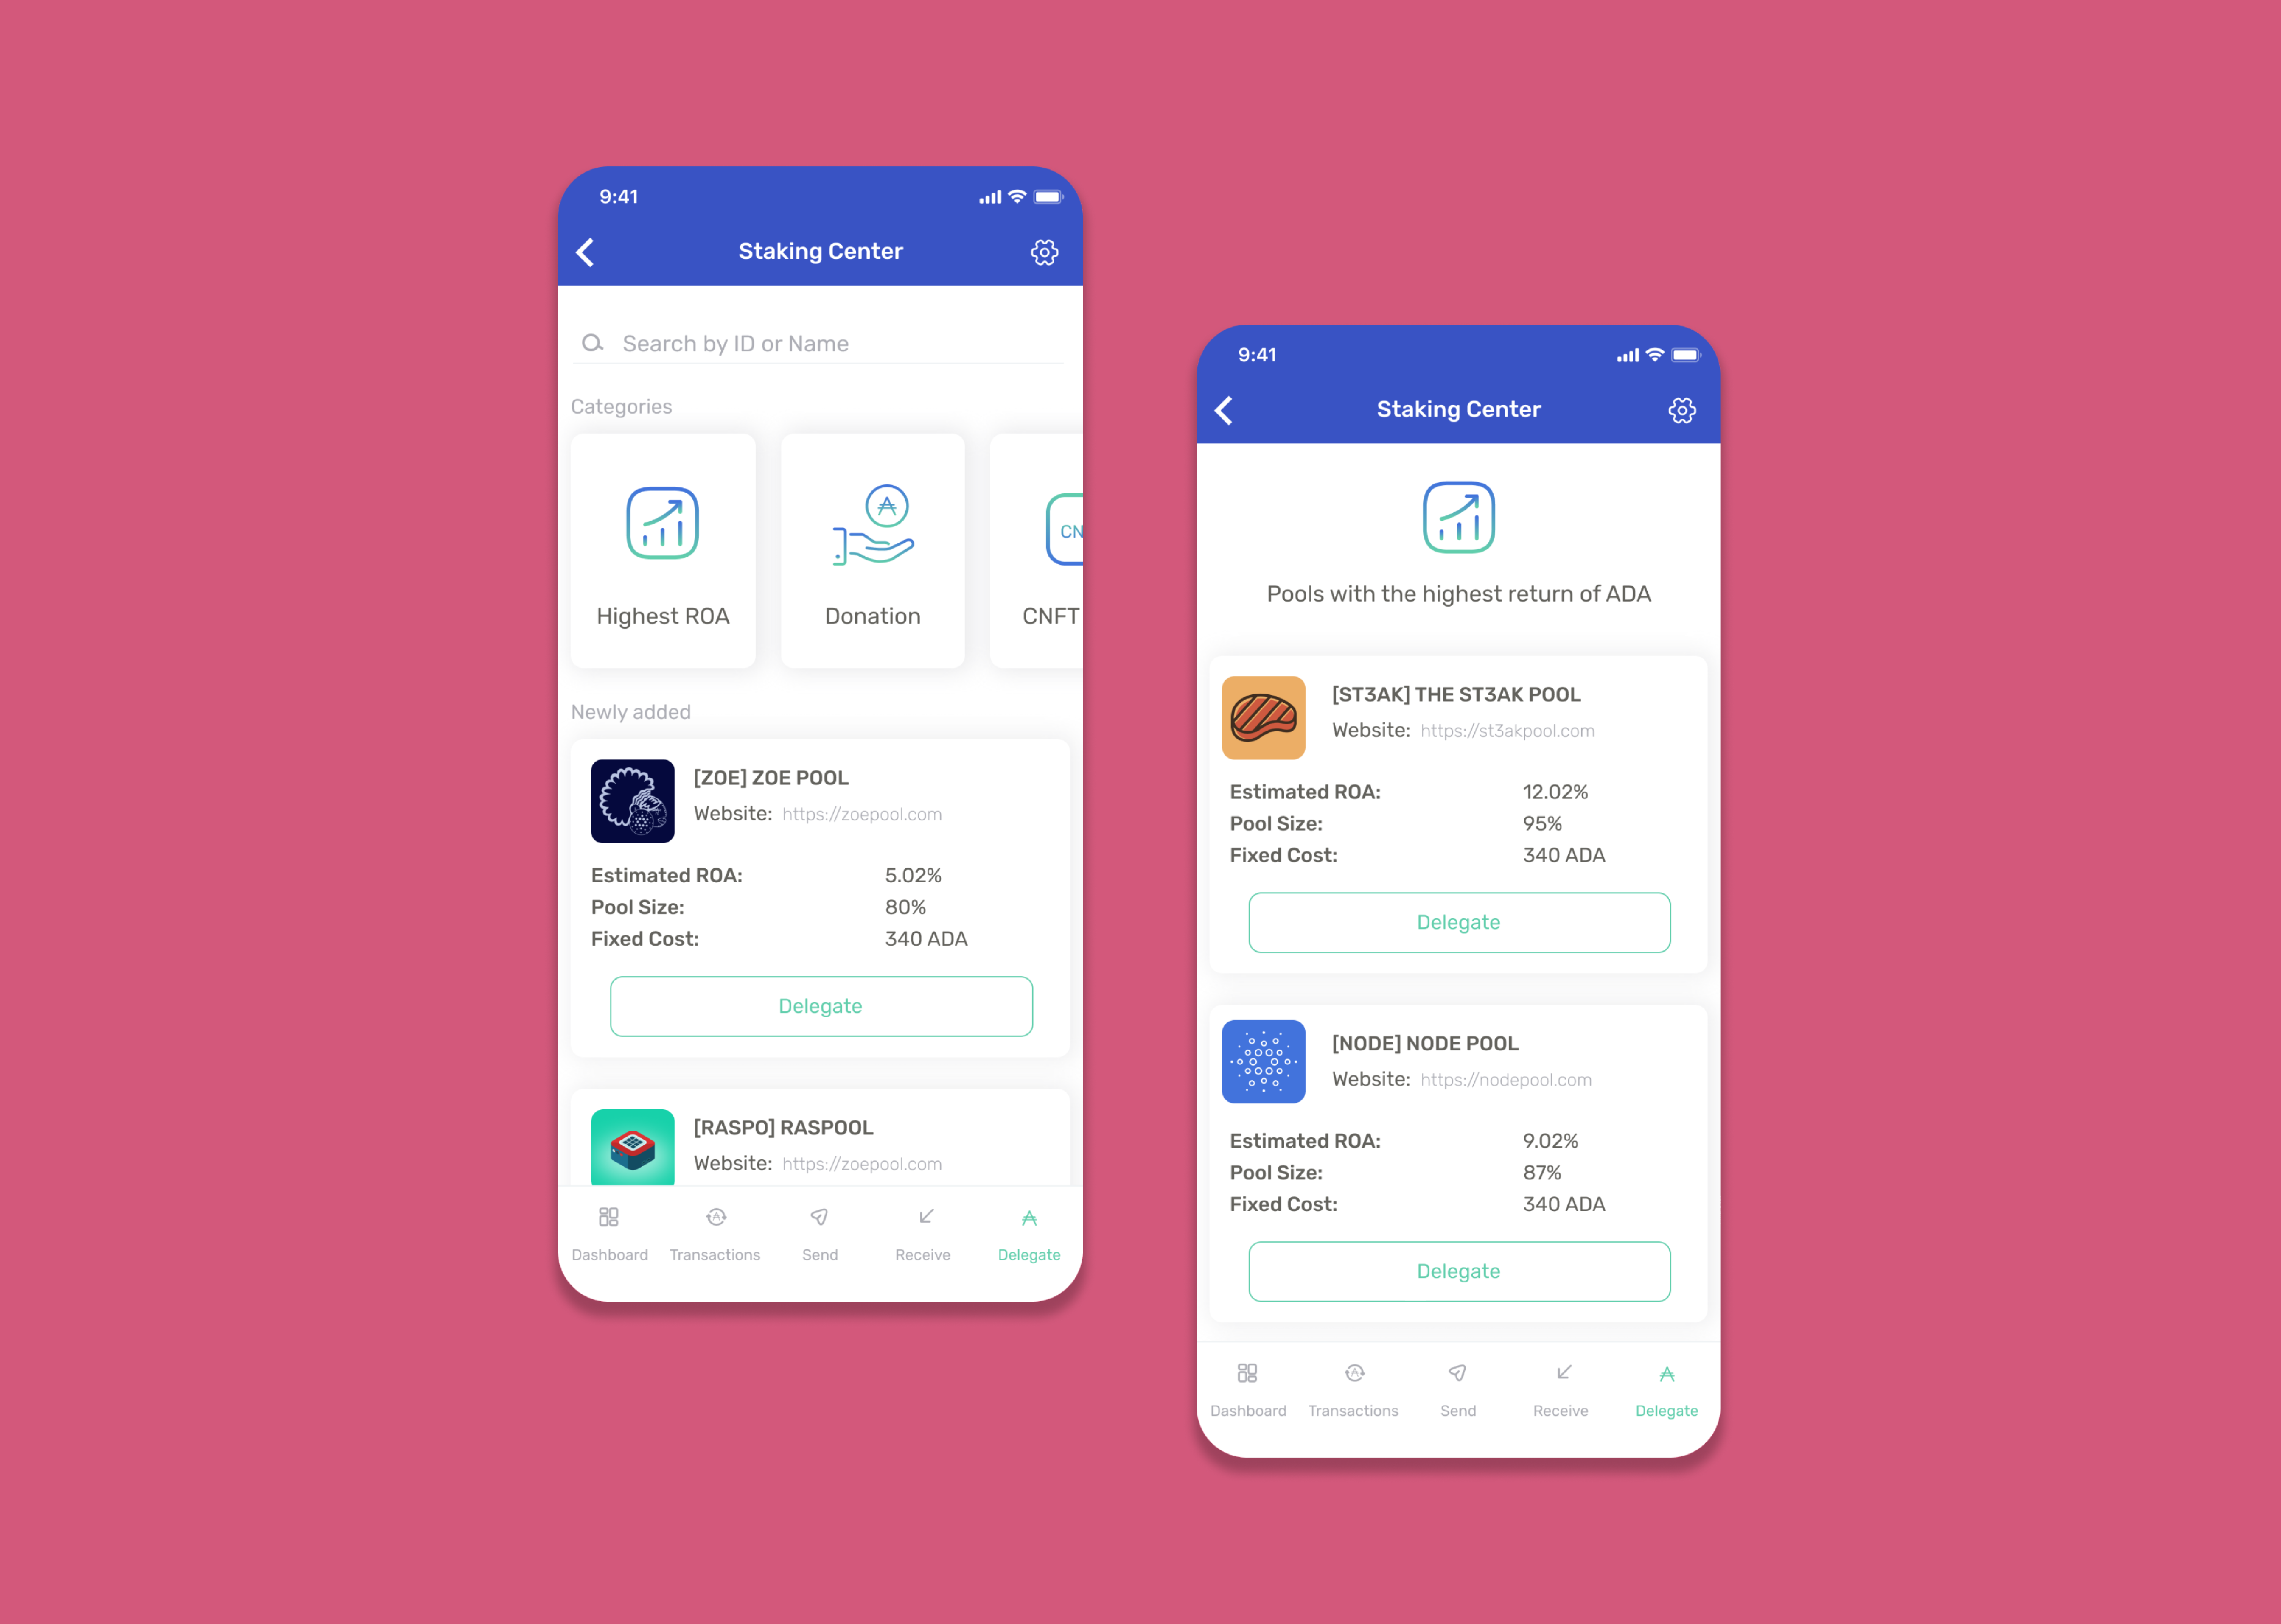 9:41
Staking Center
Search by ID or Name
Categories
CN
Highest ROA
Donation
CNFT
Newly added
[ZOE] ZOE POOL
Website: https://zoepool.com
Estimated ROA: 5.02%
Pool Size: 80%
Fixed Cost: 340 ADA
Delegate
[RASPO] RASPOOL
Website: https://zoepool.com
Dashboard Transactions Send Receive Delegate
9:41
Staking Center
Pools with the highest return of ADA
[ST3AK] THE ST3AK POOL
Website: https://st3akpool.com
Estimated ROA: 12.02%
Pool Size: 95%
Fixed Cost: 340 ADA
Delegate
[NODE] NODE POOL
Website: https://nodepool.com
Estimated ROA: 9.02%
Pool Size: 87%
Fixed Cost: 340 ADA
Delegate
Dashboard Transactions Send Receive Delegate